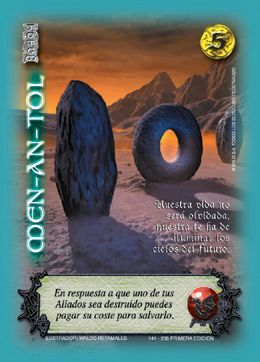 5
MEN-AN-TOL
Nuestra vida no
será olvidada,
nuestra fe ha de
iluminar los
cielos del futuro.
En respuesta a que uno de tus
Aliados sea destruido puedes
pagar su coste para salvarlo.
ILUSTRADOR: WALDO RETAMALES
141 - 236 PRIMERA EDICION